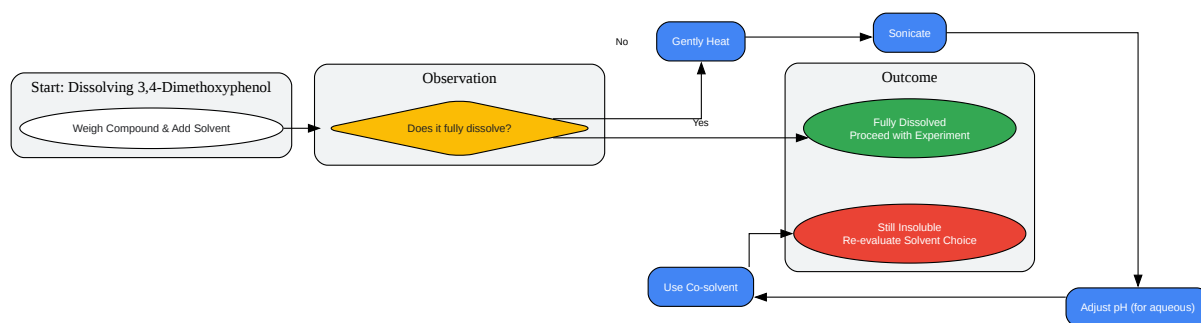 Start: Dissolving 3,4-Dimethoxyphenol
Weigh Compound & Add Solvent
Observation
Does it fully dissolve?
No
Yes
Gently Heat
Sonicate
Outcome
Fully Dissolved
Proceed with Experiment
Still Insoluble
Re-evaluate Solvent Choice
Use Co-solvent
Adjust pH (for aqueous)